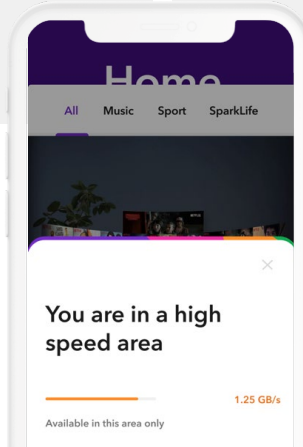 Home
All Music Sport SparkLife
You are in a high
speed area
1.25 GB/s
Available in this area only